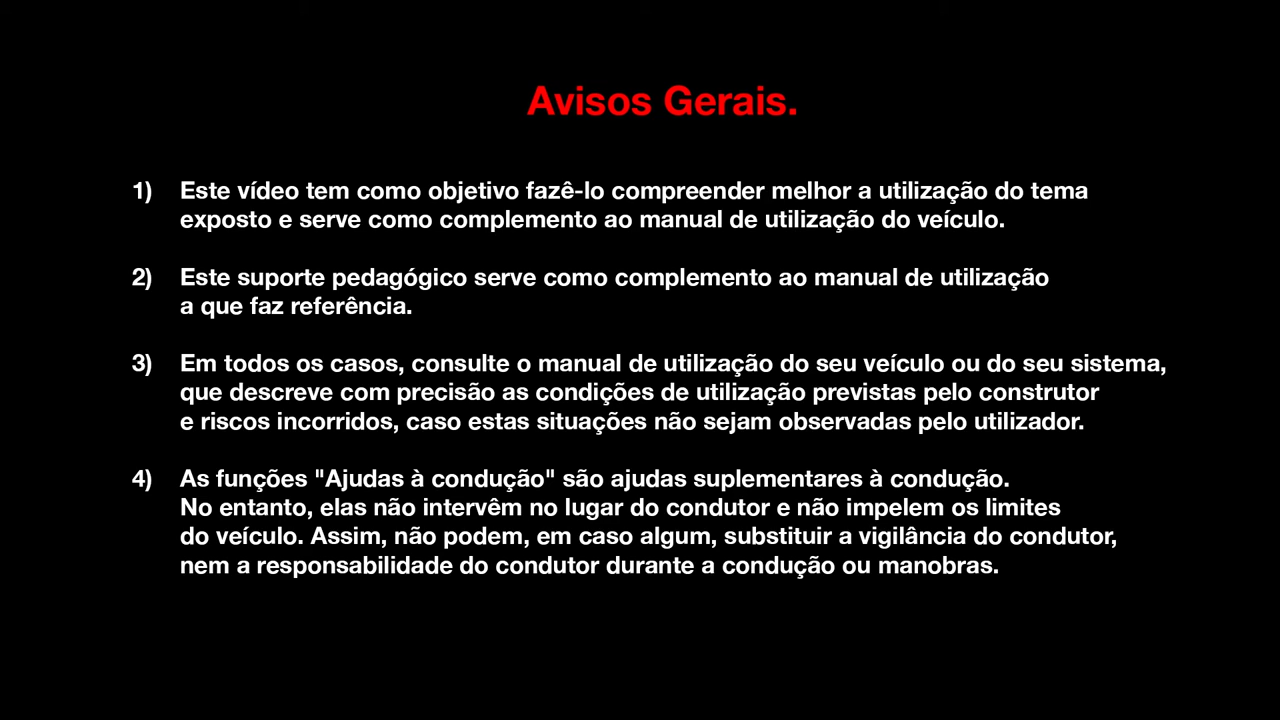 Avisos Gerais.
1) Este vídeo tem como objetivo fazê-lo compreender melhor a utilização do tema
exposto e serve como complemento ao manual de utilização do veículo.
2) Este suporte pedagógico serve como complemento ao manual de utilização
a que faz referência.
3) Em todos os casos, consulte o manual de utilização do seu veículo ou do seu sistema,
que descreve com precisão as condições de utilização previstas pelo construtor
e riscos incorridos, caso estas situações não sejam observadas pelo utilizador.
4) As funções "Ajudas à condução" são ajudas suplementares à condução.
No entanto, elas não intervêm no lugar do condutor e não impelem os limites
do veículo. Assim, não podem, em caso algum, substituir a vigilância do condutor,
nem a responsabilidade do condutor durante a condução ou manobras.